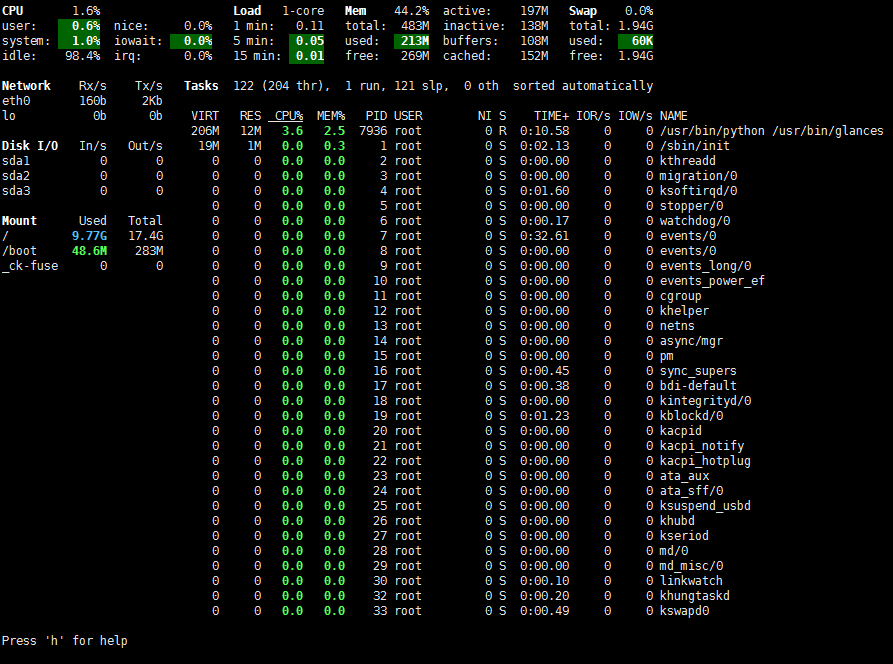 CPU 1.6% Load 1-core Mem 44.2% active: 197M Swap 0.0%
user: 0.6% nice: 0.0% 1 min: 0.11 total: 483M inactive: 138M total: 1.94G
system: 1.0% iowait: 0.0% 5 min: 0.05 used: 213M buffers: 108M used: 60K
idle: 98.4% irq: 0.0% 15 min: 0.01 free: 269M cached: 152M free: 1.94G
Network Rx/s Tx/s Tasks 122 (204 thr), 1 run, 121 slp, 0 oth sorted automatically
eth0 160b 2Kb
lo 0b 0b VIRT RES CPU% MEM% PID USER NI S TIME+ IOR/s IOW/s NAME
206M 12M 3.6 2.5 7936 root 0 R 0:10.58 0 0 /usr/bin/python /usr/bin/glances
Disk I/O In/s Out/s 19M 1M 0.0 0.3 1 root 0 S 0:02.13 0 0 /sbin/init
sda1 0 0 0 0 0.0 0.0 2 root 0 S 0:00.00 0 0 kthreadd
sda2 0 0 0 0 0.0 0.0 3 root 0 S 0:00.00 0 0 migration/0
sda3 0 0 0 0 0.0 0.0 4 root 0 S 0:01.60 0 0 ksoftirqd/0
0 0 0.0 0.0 5 root 0 S 0:00.00 0 0 stopper/0
Mount Used Total 0 0 0.0 0.0 6 root 0 S 0:00.17 0 0 watchdog/0
/ 9.77G 17.4G 0 0 0.0 0.0 7 root 0 S 0:32.61 0 0 events/0
/boot 48.6M 283M 0 0 0.0 0.0 8 root 0 S 0:00.00 0 0 events/0
_ck-fuse 0 0 0 0 0.0 0.0 9 root 0 S 0:00.00 0 0 events_long/0
0 0 0.0 0.0 10 root 0 S 0:00.00 0 0 events_power_ef
0 0 0.0 0.0 11 root 0 S 0:00.00 0 0 cgroup
0 0 0.0 0.0 12 root 0 S 0:00.00 0 0 khelper
0 0 0.0 0.0 13 root 0 S 0:00.00 0 0 netns
0 0 0.0 0.0 14 root 0 S 0:00.00 0 0 async/mgr
0 0 0.0 0.0 15 root 0 S 0:00.00 0 0 pm
0 0 0.0 0.0 16 root 0 S 0:00.45 0 0 sync_supers
0 0 0.0 0.0 17 root 0 S 0:00.38 0 0 bdi-default
0 0 0.0 0.0 18 root 0 S 0:00.00 0 0 kintegrityd/0
0 0 0.0 0.0 19 root 0 S 0:01.23 0 0 kblockd/0
0 0 0.0 0.0 20 root 0 S 0:00.00 0 0 kacpid
0 0 0.0 0.0 21 root 0 S 0:00.00 0 0 kacpi_notify
0 0 0.0 0.0 22 root 0 S 0:00.00 0 0 kacpi_hotplug
0 0 0.0 0.0 23 root 0 S 0:00.00 0 0 ata_aux
0 0 0.0 0.0 24 root 0 S 0:00.00 0 0 ata_sff/0
0 0 0.0 0.0 25 root 0 S 0:00.00 0 0 ksuspend_usbd
0 0 0.0 0.0 26 root 0 S 0:00.00 0 0 khubd
0 0 0.0 0.0 27 root 0 S 0:00.00 0 0 kseriod
0 0 0.0 0.0 28 root 0 S 0:00.00 0 0 md/0
0 0 0.0 0.0 29 root 0 S 0:00.00 0 0 md_misc/0
0 0 0.0 0.0 30 root 0 S 0:00.10 0 0 linkwatch
0 0 0.0 0.0 32 root 0 S 0:00.20 0 0 khungtaskd
0 0 0.0 0.0 33 root 0 S 0:00.49 0 0 kswapd0
Press 'h' for help